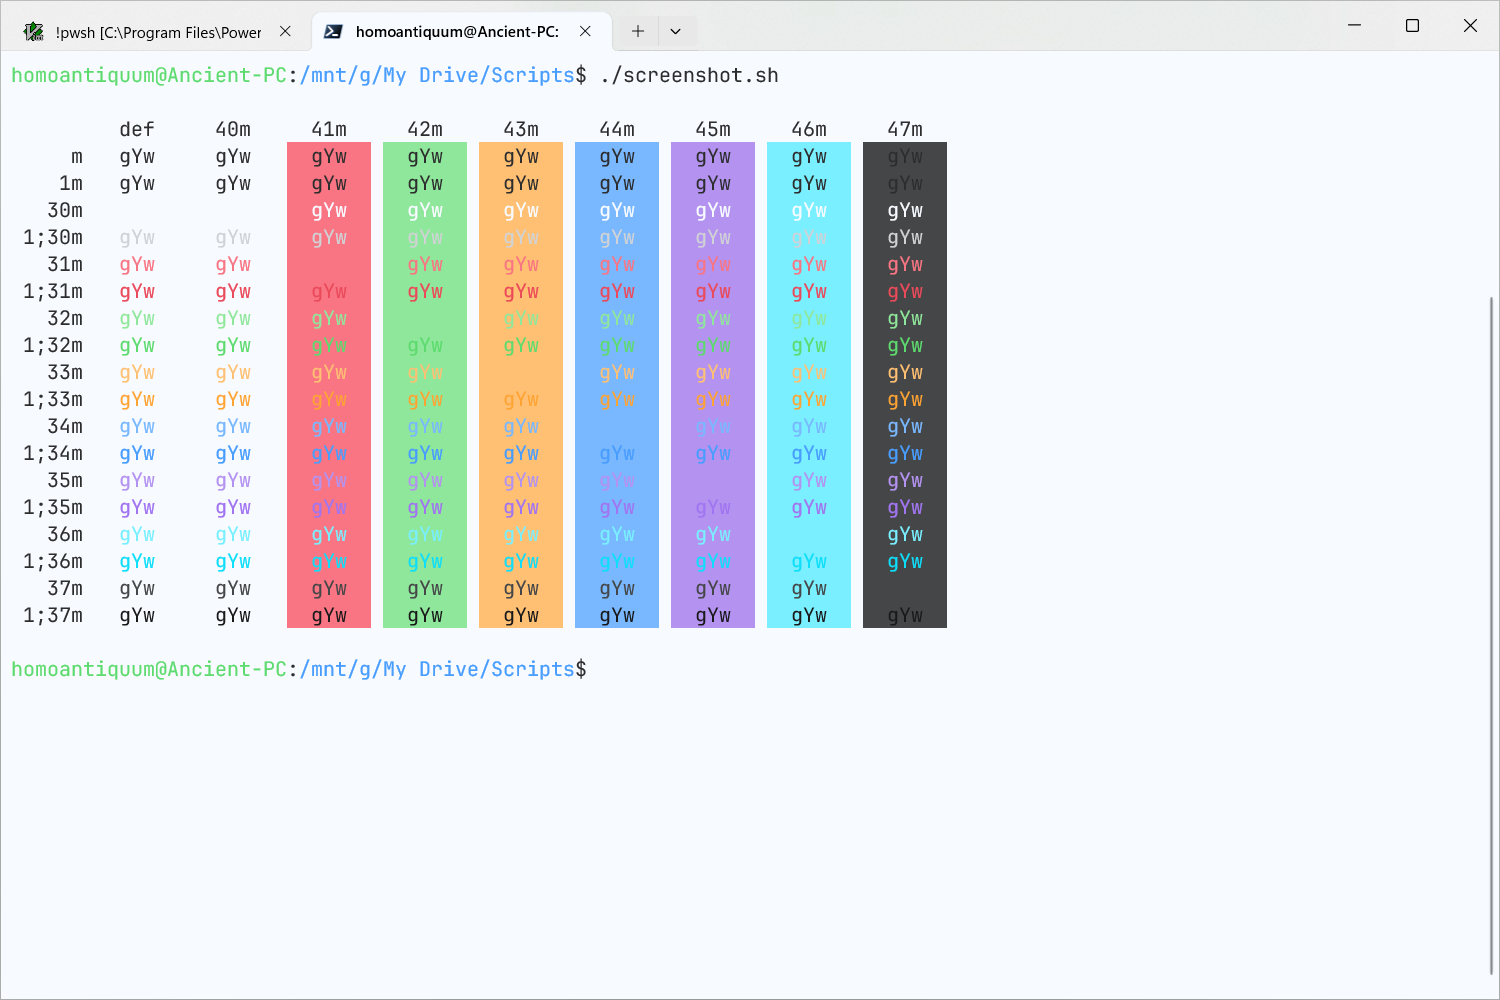 !pwsh [C:\Program Files\Power
homoantiquum@Ancient-PC:
homoantiquum@Ancient-PC:/mnt/g/My Drive/Scripts$ ./screenshot.sh
def 40m 41m 42m 43m 44m 45m 46m 47m
m gYw gYw gYw gYw gYw gYw gYw gYw gYw
1m gYw gYw gYw gYw gYw gYw gYw gYw gYw
30m gYw gYw gYw gYw gYw gYw gYw
1;30m gYw gYw gYw gYw gYw gYw gYw gYw gYw
31m gYw gYw gYw gYw gYw gYw gYw gYw
1;31m gYw gYw gYw gYw gYw gYw gYw gYw gYw
32m gYw gYw gYw gYw gYw gYw gYw gYw
1;32m gYw gYw gYw gYw gYw gYw gYw gYw gYw
33m gYw gYw gYw gYw gYw gYw gYw gYw
1;33m gYw gYw gYw gYw gYw gYw gYw gYw gYw
34m gYw gYw gYw gYw gYw gYw gYw gYw
1;34m gYw gYw gYw gYw gYw gYw gYw gYw gYw
35m gYw gYw gYw gYw gYw gYw gYw gYw
1;35m gYw gYw gYw gYw gYw gYw gYw gYw gYw
36m gYw gYw gYw gYw gYw gYw gYw gYw
1;36m gYw gYw gYw gYw gYw gYw gYw gYw gYw
37m gYw gYw gYw gYw gYw gYw gYw gYw
1;37m gYw gYw gYw gYw gYw gYw gYw gYw gYw
homoantiquum@Ancient-PC:/mnt/g/My Drive/Scripts$